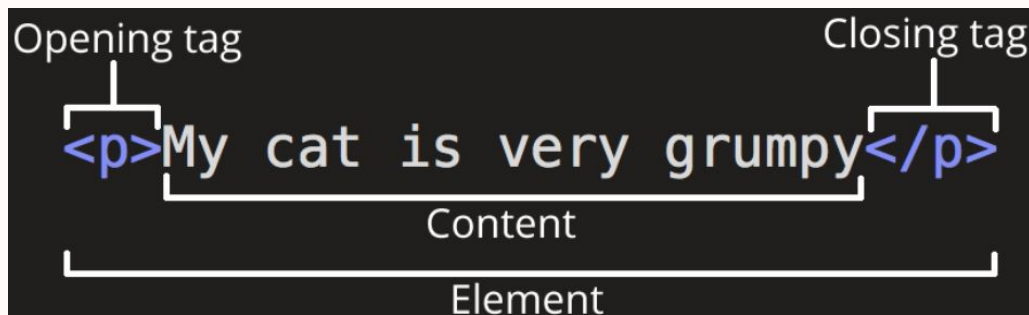 Opening tag
Closing tag
<p>My cat is very grumpy</p>
Content
Element